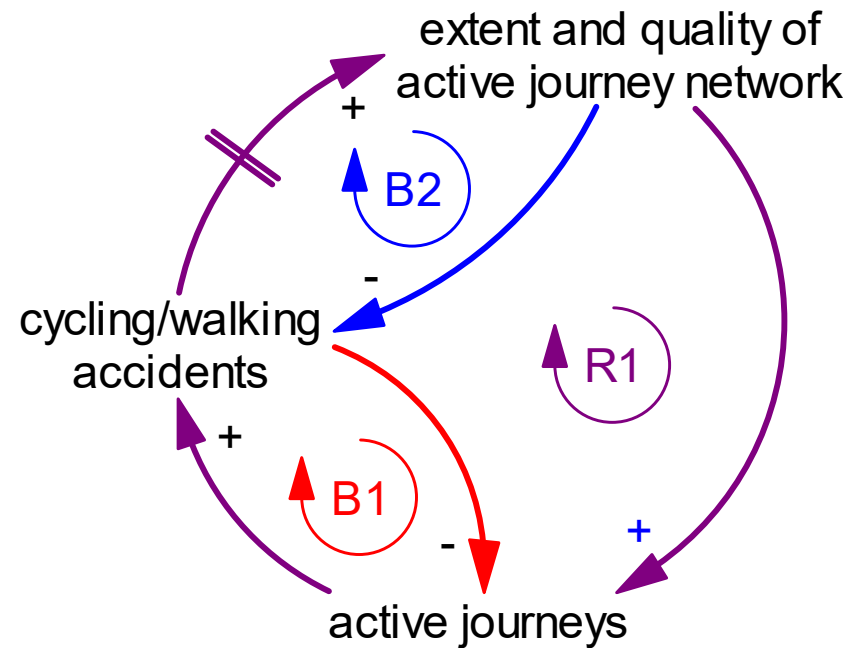 extent and quality of
active journey network
+
B2
-
cycling/walking
accidents
R1
+
B1
-
+
active journeys